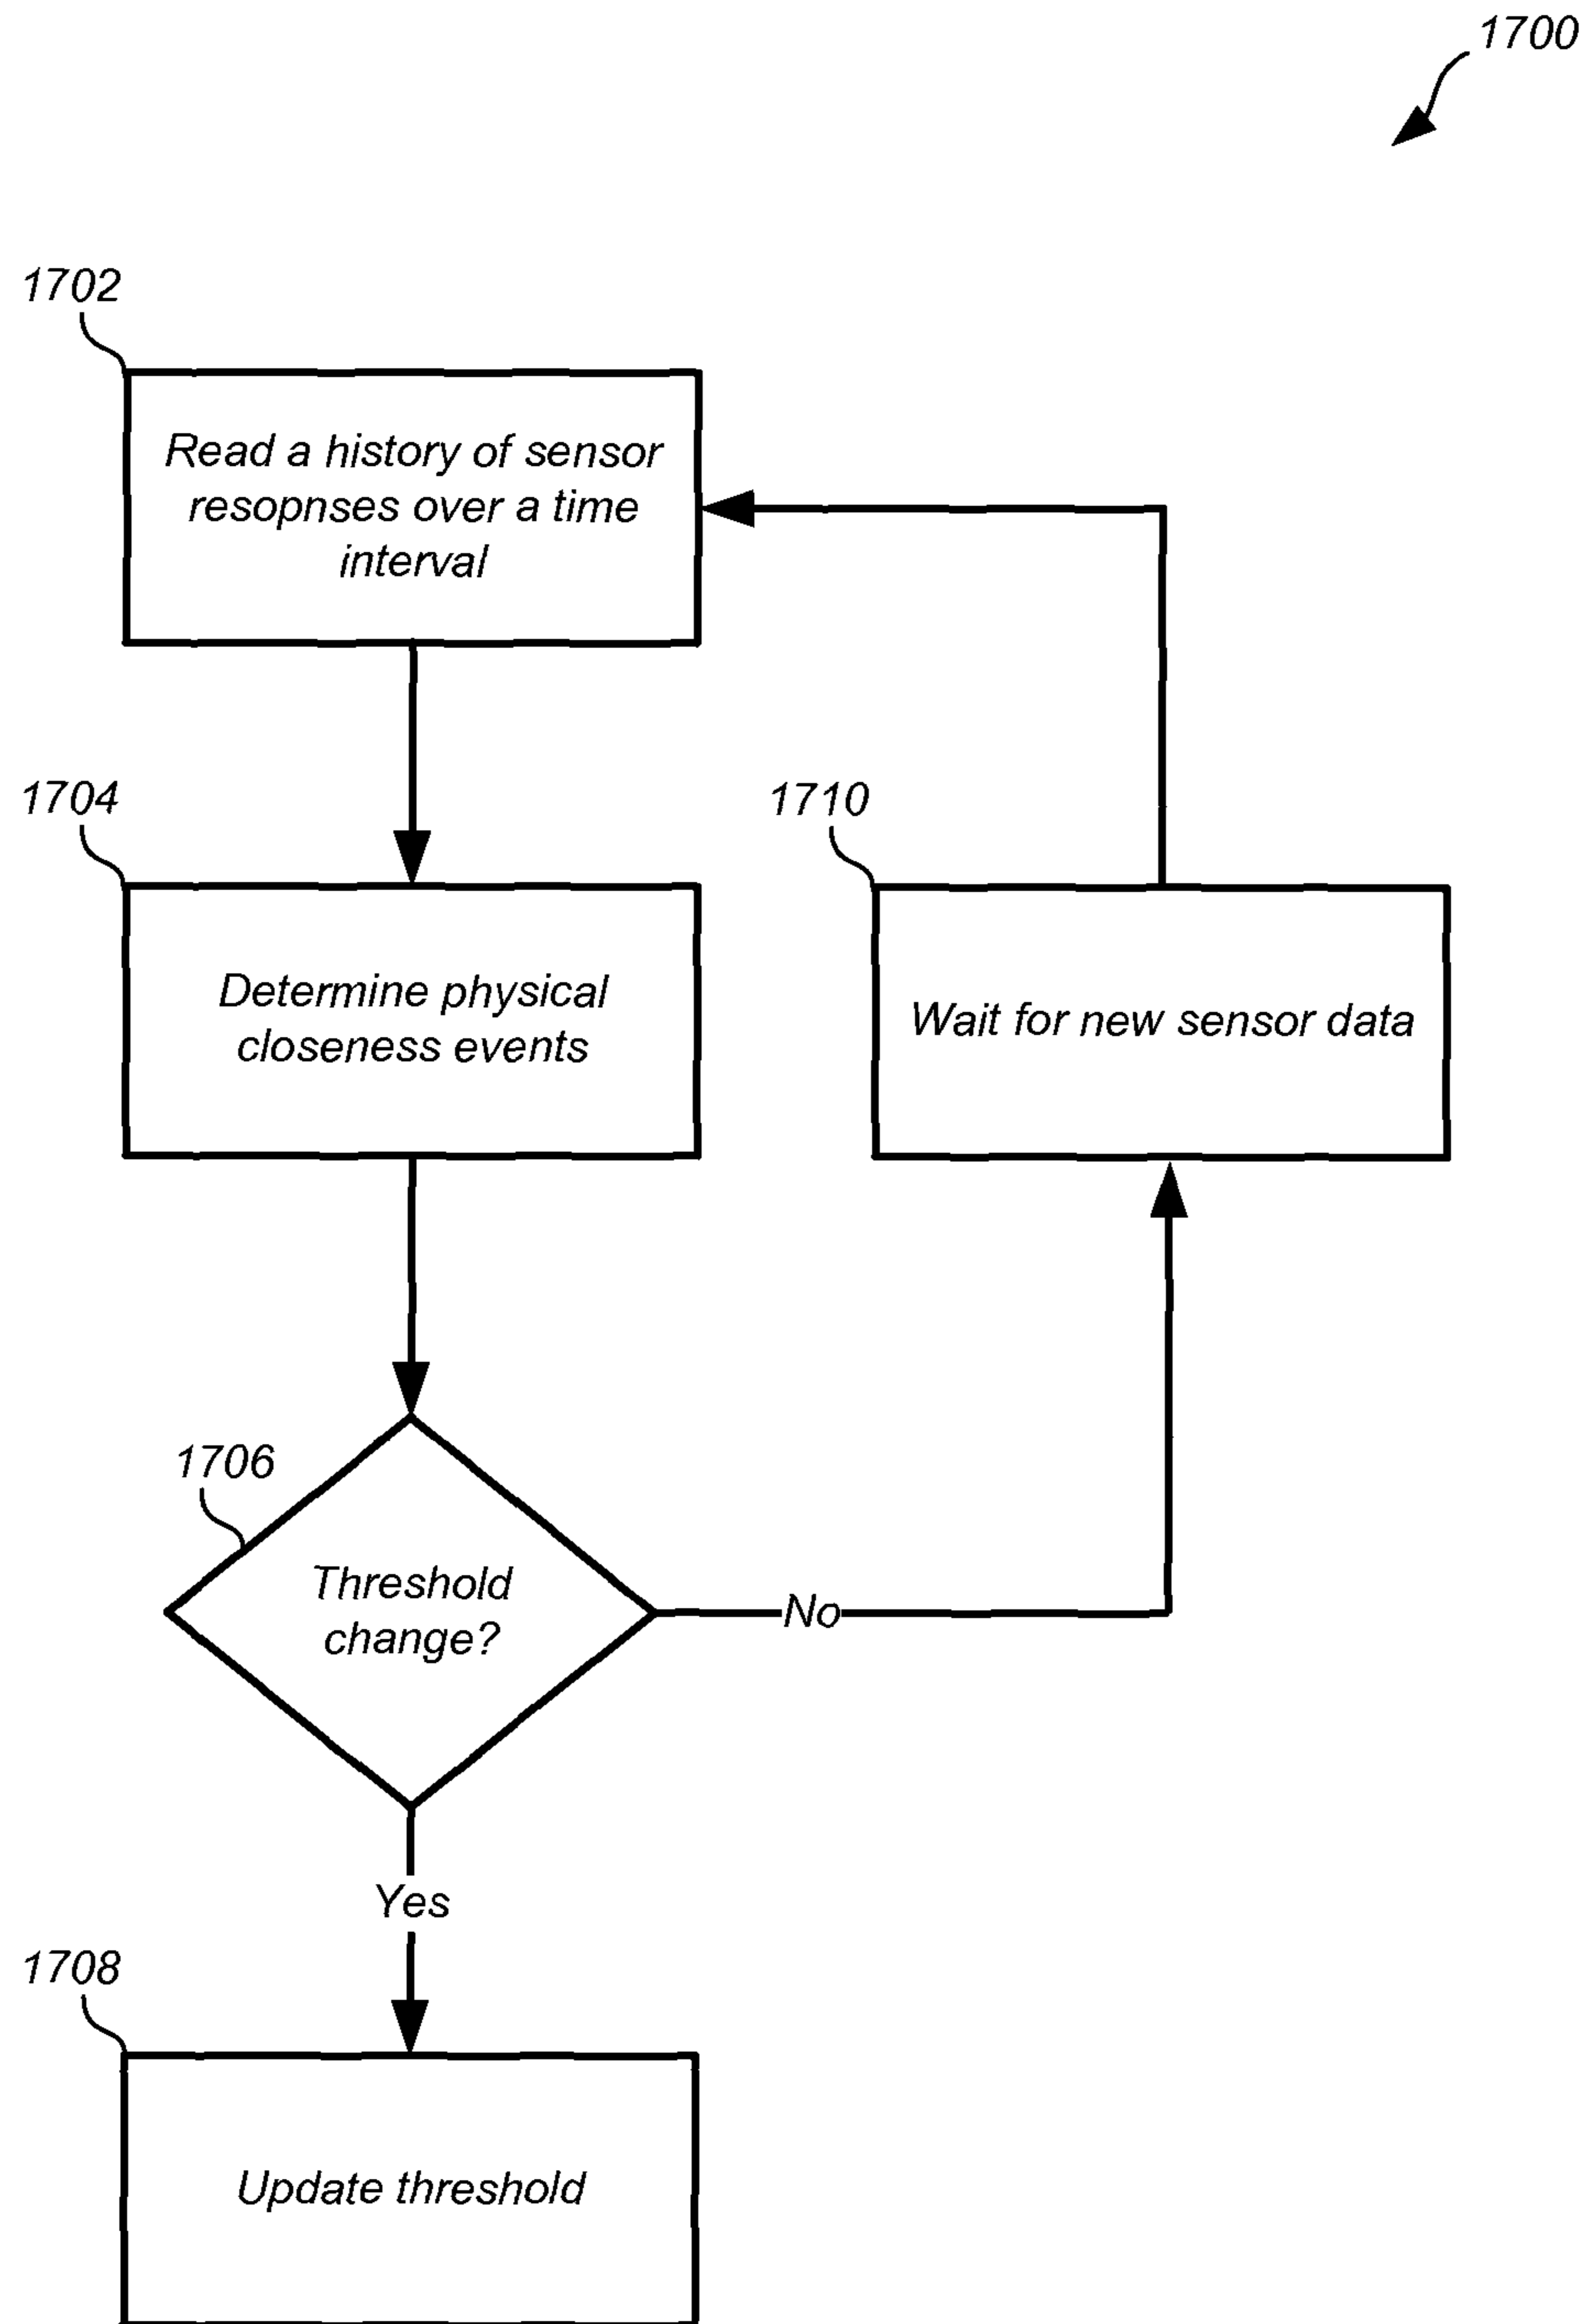 1700
1702
Read a history of sensor
resopnses over a time
interval
1704
Determine physical
closeness events
1710
Wait for new sensor data
1706
Threshold
change?
No
Yes
1708
Update threshold